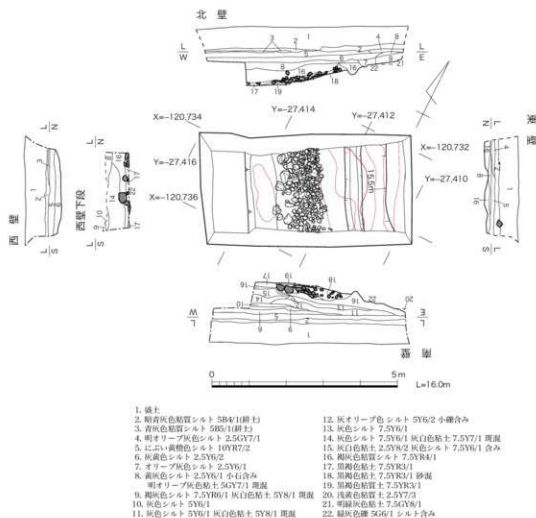 北 壁
L W
L E
X=-120,734
Y=-27,414
Y=-27,412
X=-120,732
Y=-27,416
Y=-27,410
X=-120,736
15.5m
東 壁
西 壁
西壁下段
L N
L S
W L
E L
南 壁
0 5 m
L=16.0m
1. 盛土
2. 暗青灰色粘質シルト 5B4/1(耕土)
3. 青灰色粘質シルト 5B5/1(耕土)
4. 明オリーブ灰色シルト 2.5GY7/1
5. にぶい黄橙色シルト 10YR7/2
6. 灰黄色シルト 2.5Y6/2
7. オリーブ灰色シルト 2.5Y6/1
8. 黄灰色シルト 2.5Y6/1 小石含み
明オリーブ灰色粘土 5GY7/1 斑混
9. 褐灰色シルト 7.5YR6/1 灰白色粘土 5Y8/1 斑混
10. 灰色シルト 5Y6/1
11. 灰色シルト 5Y6/1 灰白色粘土 5Y8/1 斑混
12. 灰オリーブ色 シルト 5Y6/2 小礫含み
13. 灰色シルト 7.5Y6/1
14. 灰色シルト 7.5Y6/1 灰白色粘土 7.5Y7/1 斑混
15. 灰白色粘土 2.5Y8/2 灰色シルト 7.5Y6/1 含み
16. 褐灰色粘質シルト 7.5YR4/1
17. 黒褐色粘土 7.5YR3/1
18. 黒褐色粘土 7.5YR3/1 砂混
19. 黒褐色粘質土 7.5YR3/1
20. 浅黄色粘質土 2.5Y7/3
21. 明緑灰色粘土 7.5GY8/1
22. 緑灰色礫 5G6/1 シルト含み